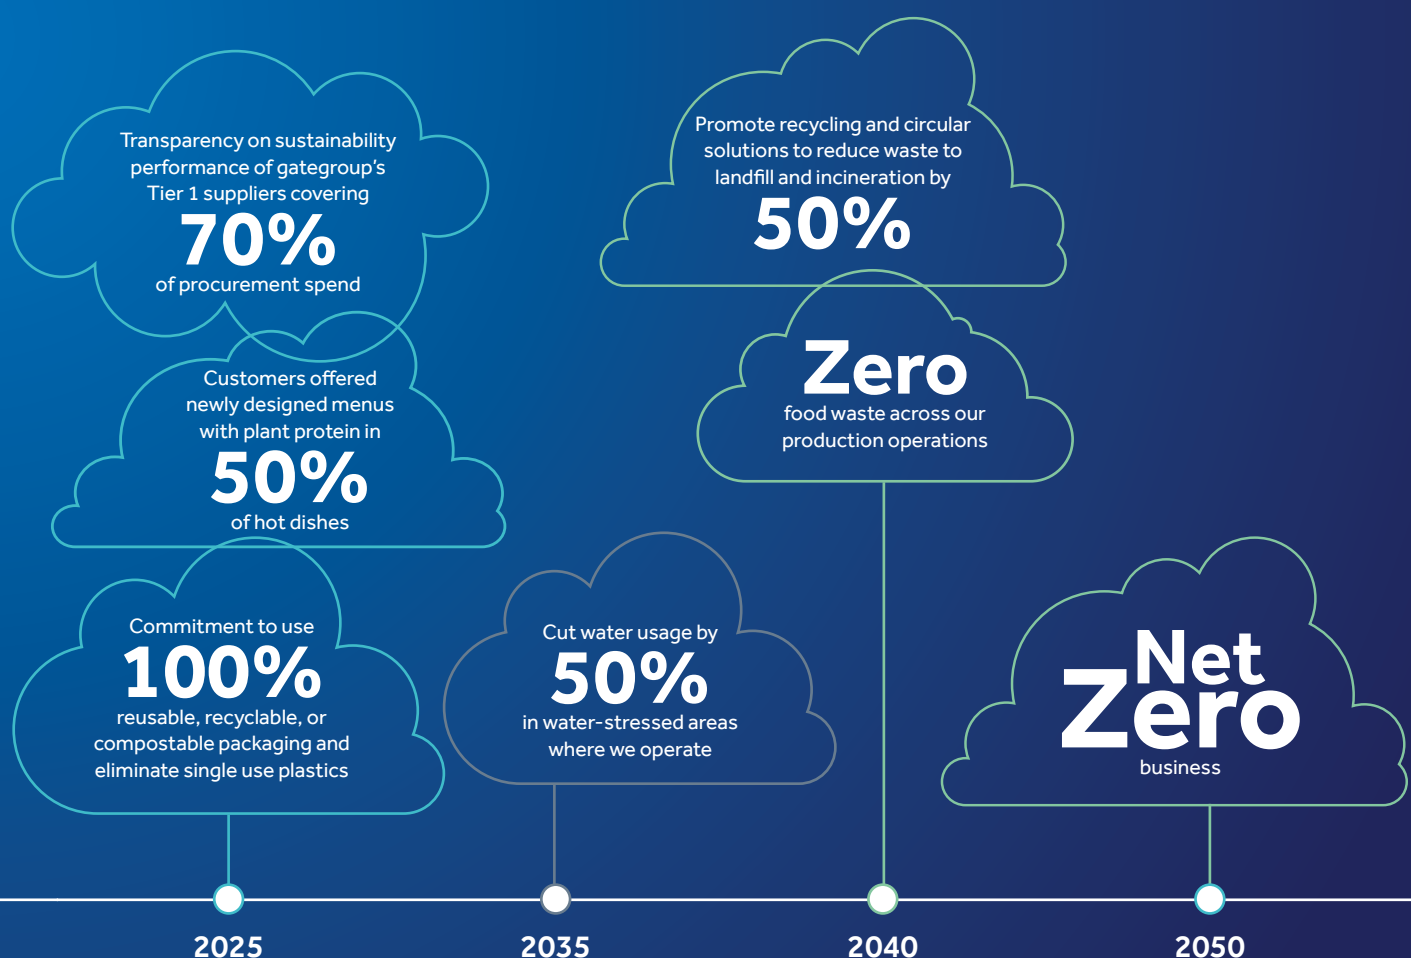 Transparency on sustainability
performance of gategroup's
Tier 1 suppliers covering
70%
of procurement spend
Customers offered
newly designed menus
with plant protein in
50%
of hot dishes
Commitment to use
100%
reusable, recyclable, or
compostable packaging and
eliminate single use plastics
Cut water usage by
50%
in water-stressed areas
where we operate
Promote recycling and circular
solutions to reduce waste to
landfill and incineration by
50%
Zero
food waste across our
production operations
Net
Zero
business
2025
2035
2040
2050